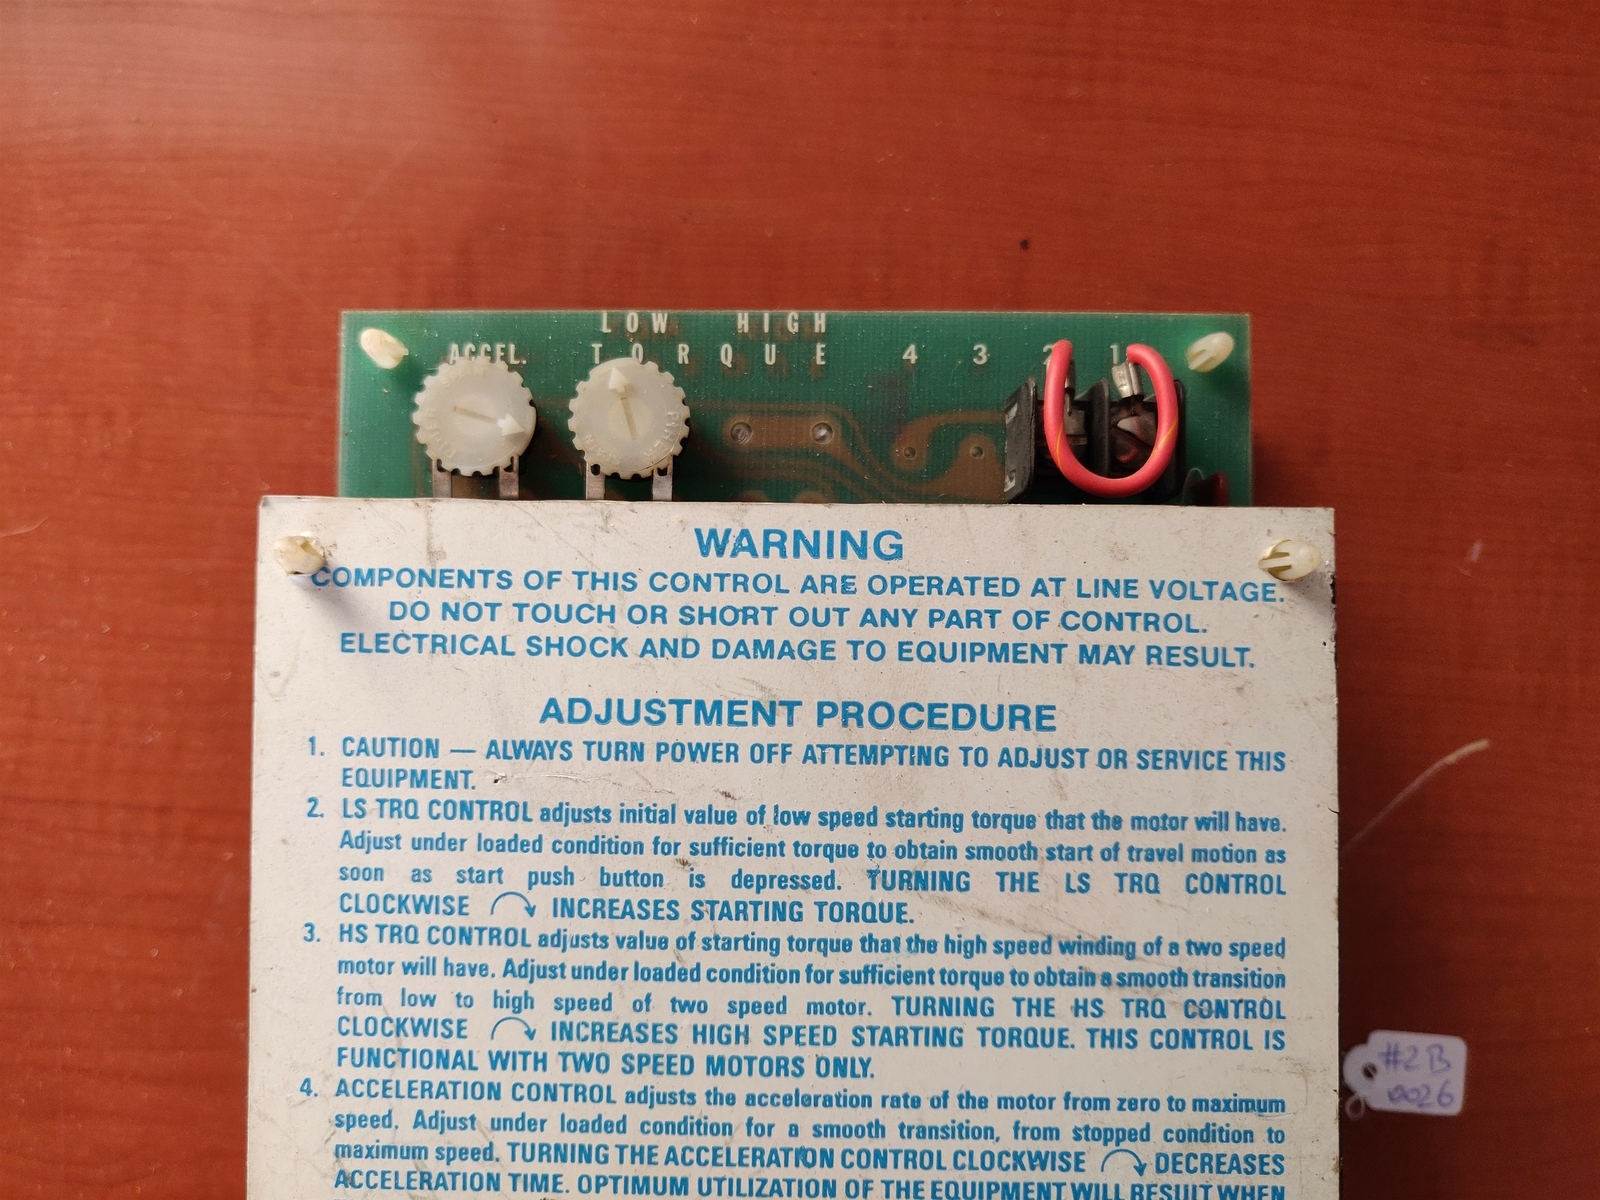 LOW HIGH
ACCEL. TORQUE 4 3 2 1
WARNING
COMPONENTS OF THIS CONTROL ARE OPERATED AT LINE VOLTAGE.
DO NOT TOUCH OR SHORT OUT ANY PART OF CONTROL.
ELECTRICAL SHOCK AND DAMAGE TO EQUIPMENT MAY RESULT.
ADJUSTMENT PROCEDURE
1. CAUTION — ALWAYS TURN POWER OFF ATTEMPTING TO ADJUST OR SERVICE THIS
EQUIPMENT.
2. LS TRQ CONTROL adjusts initial value of low speed starting torque that the motor will have.
Adjust under loaded condition for sufficient torque to obtain smooth start of travel motion as
soon as start push button is depressed. TURNING THE LS TRQ CONTROL
CLOCKWISE INCREASES STARTING TORQUE.
3. HS TRQ CONTROL adjusts value of starting torque that the high speed winding of a two speed
motor will have. Adjust under loaded condition for sufficient torque to obtain a smooth transition
from low to high speed of two speed motor. TURNING THE HS TRQ CONTROL
CLOCKWISE INCREASES HIGH SPEED STARTING TORQUE. THIS CONTROL IS
FUNCTIONAL WITH TWO SPEED MOTORS ONLY.
4. ACCELERATION CONTROL adjusts the acceleration rate of the motor from zero to maximum
speed. Adjust under loaded condition for a smooth transition, from stopped condition to
maximum speed. TURNING THE ACCELERATION CONTROL CLOCKWISE DECREASES
ACCELERATION TIME. OPTIMUM UTILIZATION OF THE EQUIPMENT WILL RESULT WHEN
#2B
0026